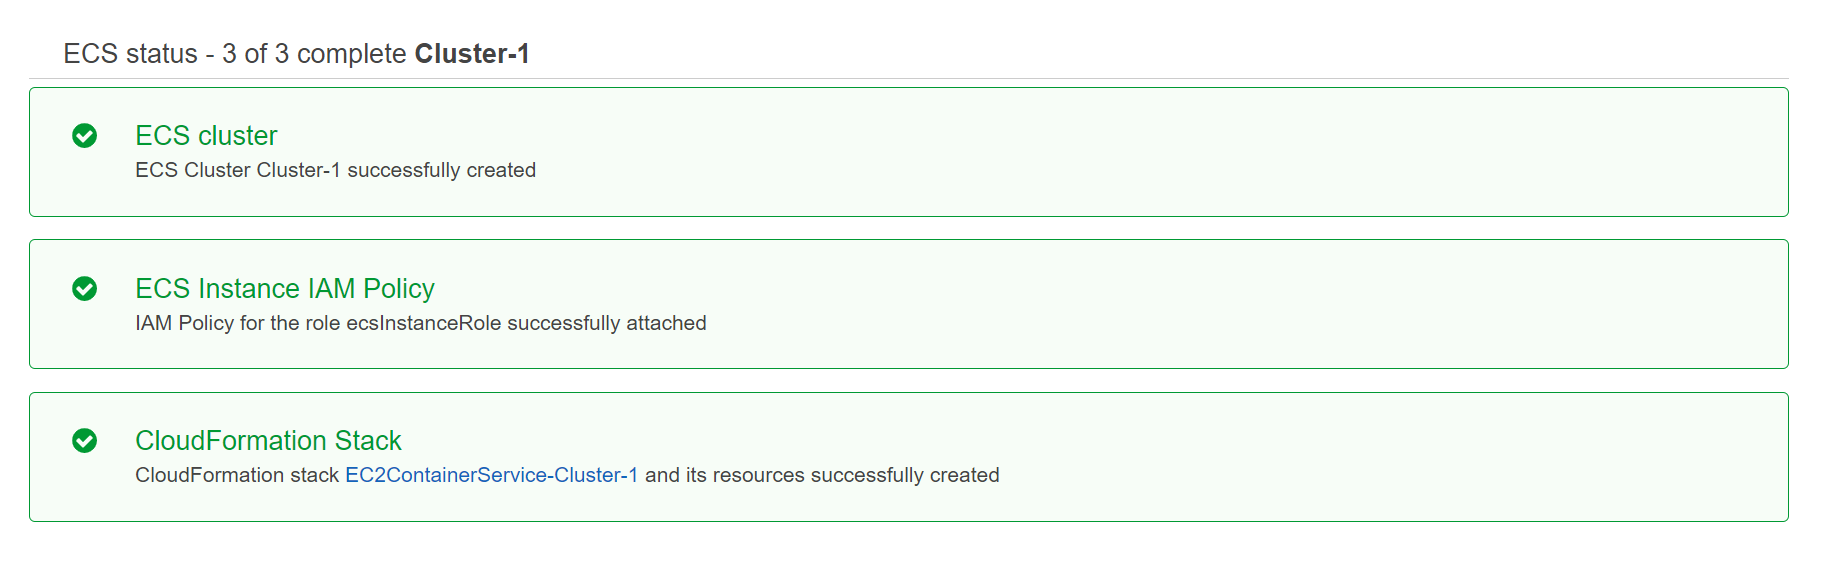 ECS status - 3 of 3 complete Cluster-1
ECS cluster
ECS Cluster Cluster-1 successfully created
ECS Instance IAM Policy
IAM Policy for the role ecsInstanceRole successfully attached
CloudFormation Stack
CloudFormation stack EC2ContainerService-Cluster-1 and its resources successfully created